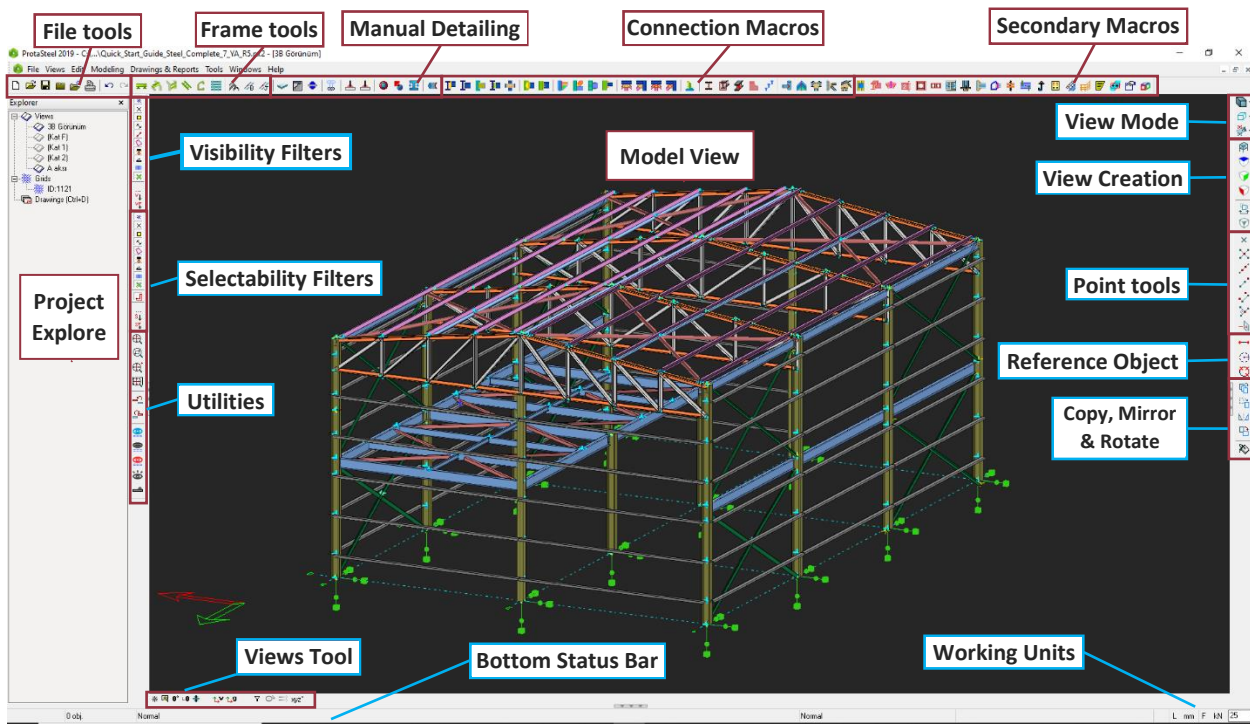 File tools
Frame tools
Manual Detailing
Connection Macros
Secondary Macros
ProtaSteel 2019 - C:\...\Quick_Start_Guide_Steel_Complete_7_YA_R5.ps2 - [3B Görünüm]
File Views Edit Modeling Drawings & Reports Tools Windows Help
Explorer
Views
3B Görünüm
(Kat F)
(Kat 1)
(Kat 2)
A aksı
Grids
ID:1121
Drawings (Ctrl+D)
Visibility Filters
Model View
View Mode
View Creation
Selectability Filters
Point tools
Project
Explore
Reference Object
Utilities
Copy, Mirror
& Rotate
Views Tool
Bottom Status Bar
Working Units
xyz
0 obj.
Normal
Normal
L mm F kN 25